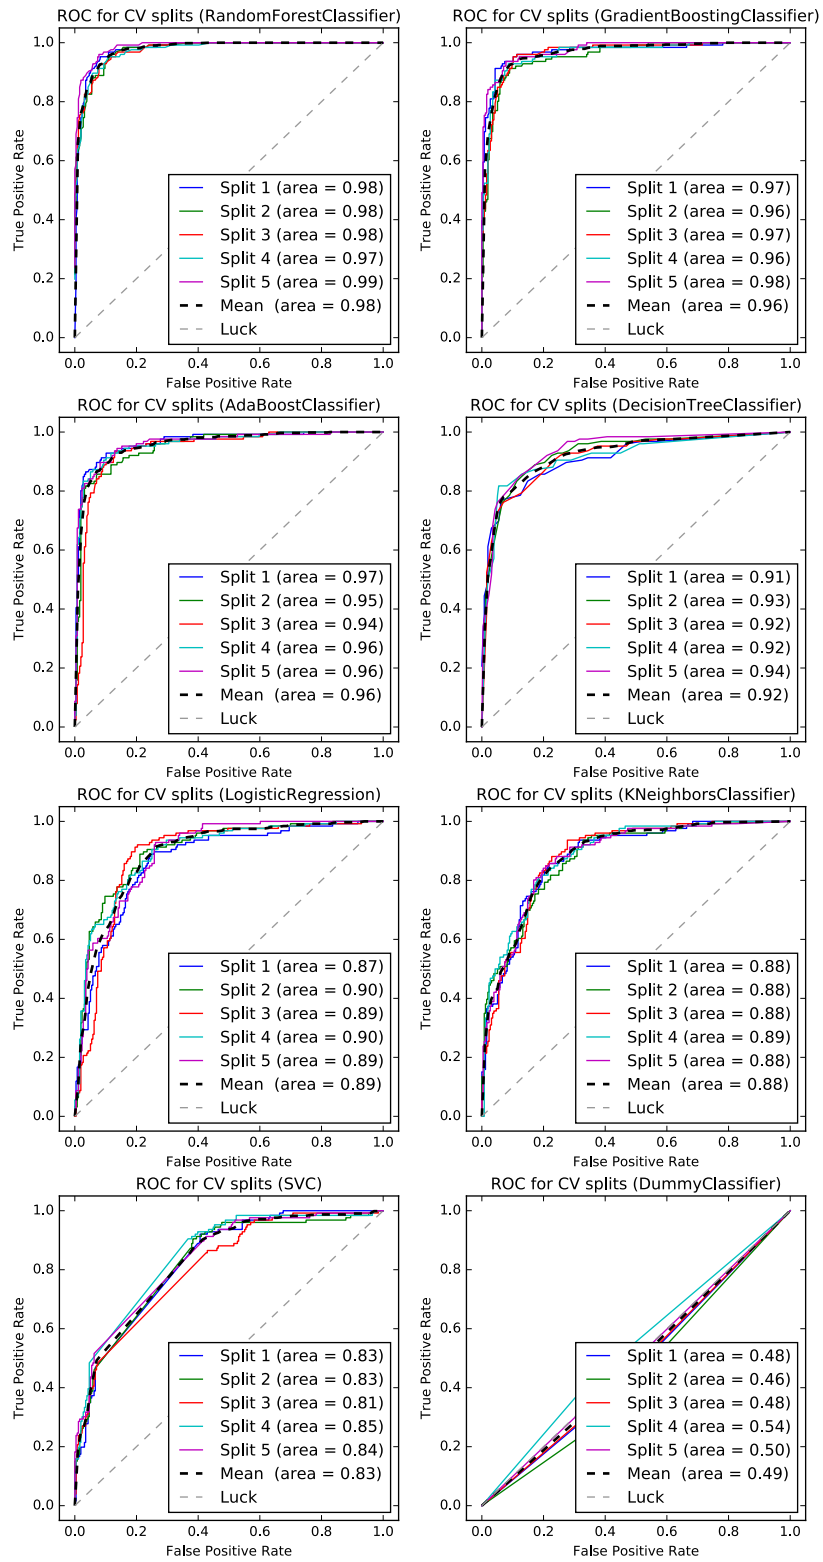 ROC for CV splits (RandomForestClassifier)
1.0
0.8
0.6
0.4
0.2
0.0
True Positive Rate
Split 1 (area = 0.98)
Split 2 (area = 0.98)
Split 3 (area = 0.98)
Split 4 (area = 0.97)
Split 5 (area = 0.99)
Mean (area = 0.98)
Luck
0.0 0.2 0.4 0.6 0.8 1.0
False Positive Rate
ROC for CV splits (GradientBoostingClassifier)
1.0
0.8
0.6
0.4
0.2
0.0
True Positive Rate
Split 1 (area = 0.97)
Split 2 (area = 0.96)
Split 3 (area = 0.97)
Split 4 (area = 0.96)
Split 5 (area = 0.98)
Mean (area = 0.96)
Luck
0.0 0.2 0.4 0.6 0.8 1.0
False Positive Rate
ROC for CV splits (AdaBoostClassifier)
1.0
0.8
0.6
0.4
0.2
0.0
True Positive Rate
Split 1 (area = 0.97)
Split 2 (area = 0.95)
Split 3 (area = 0.94)
Split 4 (area = 0.96)
Split 5 (area = 0.96)
Mean (area = 0.96)
Luck
0.0 0.2 0.4 0.6 0.8 1.0
False Positive Rate
ROC for CV splits (DecisionTreeClassifier)
1.0
0.8
0.6
0.4
0.2
0.0
True Positive Rate
Split 1 (area = 0.91)
Split 2 (area = 0.93)
Split 3 (area = 0.92)
Split 4 (area = 0.92)
Split 5 (area = 0.94)
Mean (area = 0.92)
Luck
0.0 0.2 0.4 0.6 0.8 1.0
False Positive Rate
ROC for CV splits (LogisticRegression)
1.0
0.8
0.6
0.4
0.2
0.0
True Positive Rate
Split 1 (area = 0.87)
Split 2 (area = 0.90)
Split 3 (area = 0.89)
Split 4 (area = 0.90)
Split 5 (area = 0.89)
Mean (area = 0.89)
Luck
0.0 0.2 0.4 0.6 0.8 1.0
False Positive Rate
ROC for CV splits (KNeighborsClassifier)
1.0
0.8
0.6
0.4
0.2
0.0
True Positive Rate
Split 1 (area = 0.88)
Split 2 (area = 0.88)
Split 3 (area = 0.88)
Split 4 (area = 0.89)
Split 5 (area = 0.88)
Mean (area = 0.88)
Luck
0.0 0.2 0.4 0.6 0.8 1.0
False Positive Rate
ROC for CV splits (SVC)
1.0
0.8
0.6
0.4
0.2
0.0
True Positive Rate
Split 1 (area = 0.83)
Split 2 (area = 0.83)
Split 3 (area = 0.81)
Split 4 (area = 0.85)
Split 5 (area = 0.84)
Mean (area = 0.83)
Luck
0.0 0.2 0.4 0.6 0.8 1.0
False Positive Rate
ROC for CV splits (DummyClassifier)
1.0
0.8
0.6
0.4
0.2
0.0
True Positive Rate
Split 1 (area = 0.48)
Split 2 (area = 0.46)
Split 3 (area = 0.48)
Split 4 (area = 0.54)
Split 5 (area = 0.50)
Mean (area = 0.49)
Luck
0.0 0.2 0.4 0.6 0.8 1.0
False Positive Rate